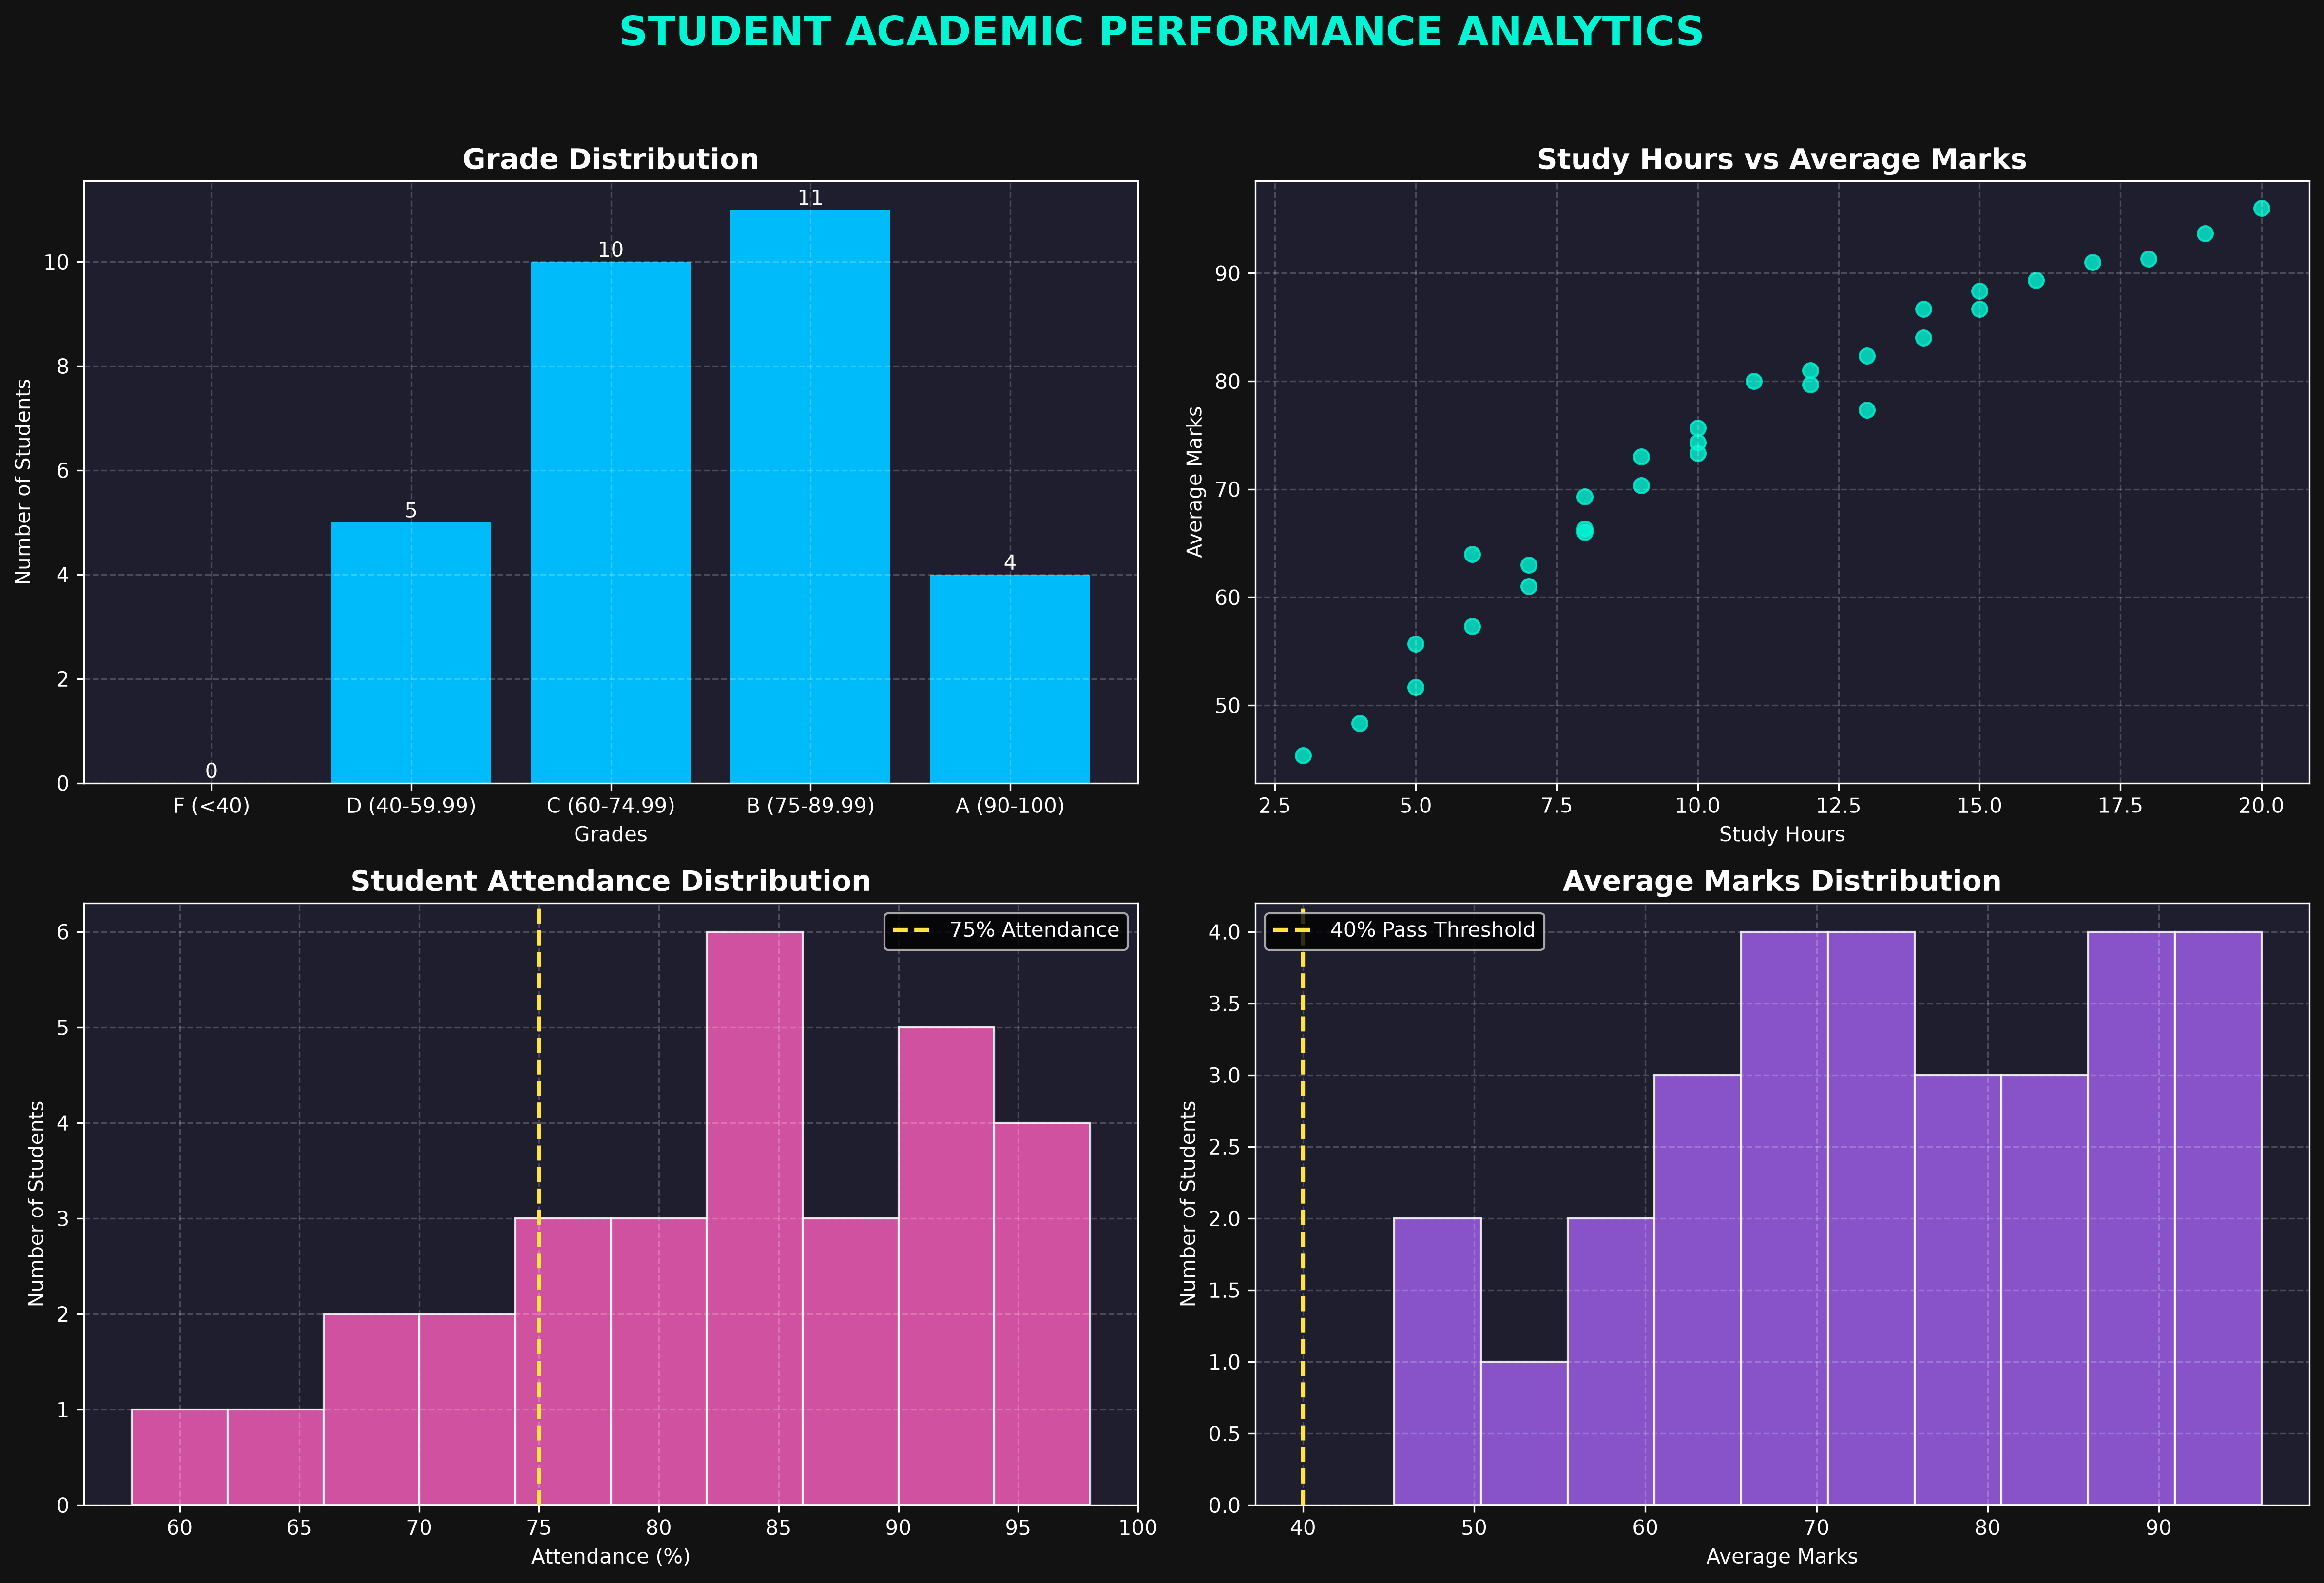 STUDENT ACADEMIC PERFORMANCE ANALYTICS
Grade Distribution
Number of Students
10
8
6
4
2
0
0
5
10
11
4
F (<40)
D (40-59.99)
C (60-74.99)
B (75-89.99)
A (90-100)
Grades
Study Hours vs Average Marks
Average Marks
90
80
70
60
50
2.5
5.0
7.5
10.0
12.5
15.0
17.5
20.0
Study Hours
Student Attendance Distribution
75% Attendance
Number of Students
6
5
4
3
2
1
0
60
65
70
75
80
85
90
95
100
Attendance (%)
Average Marks Distribution
40% Pass Threshold
Number of Students
4.0
3.5
3.0
2.5
2.0
1.5
1.0
0.5
0.0
40
50
60
70
80
90
Average Marks